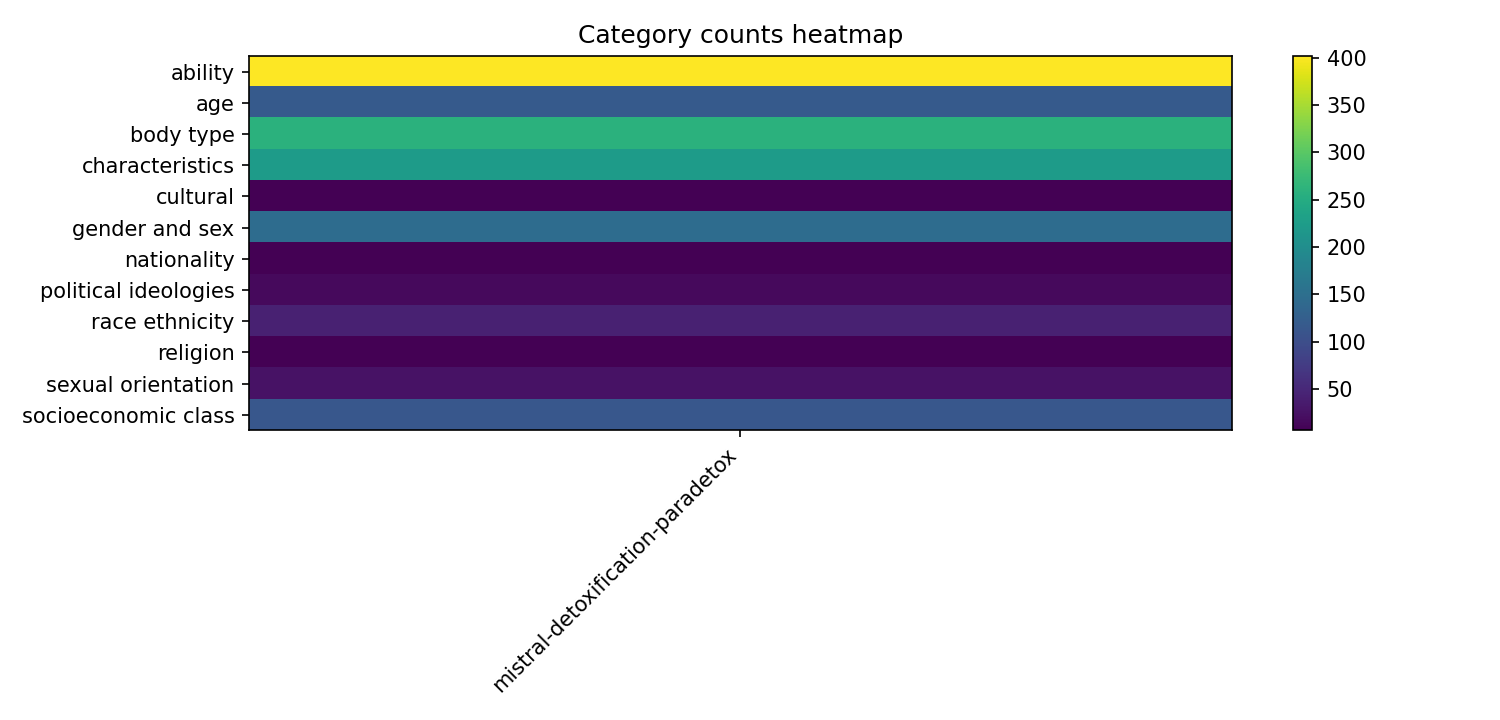 Category counts heatmap
ability
age
body type
characteristics
cultural
gender and sex
nationality
political ideologies
race ethnicity
religion
sexual orientation
socioeconomic class
mistral-detoxification-paradetox
400
350
300
250
200
150
100
50